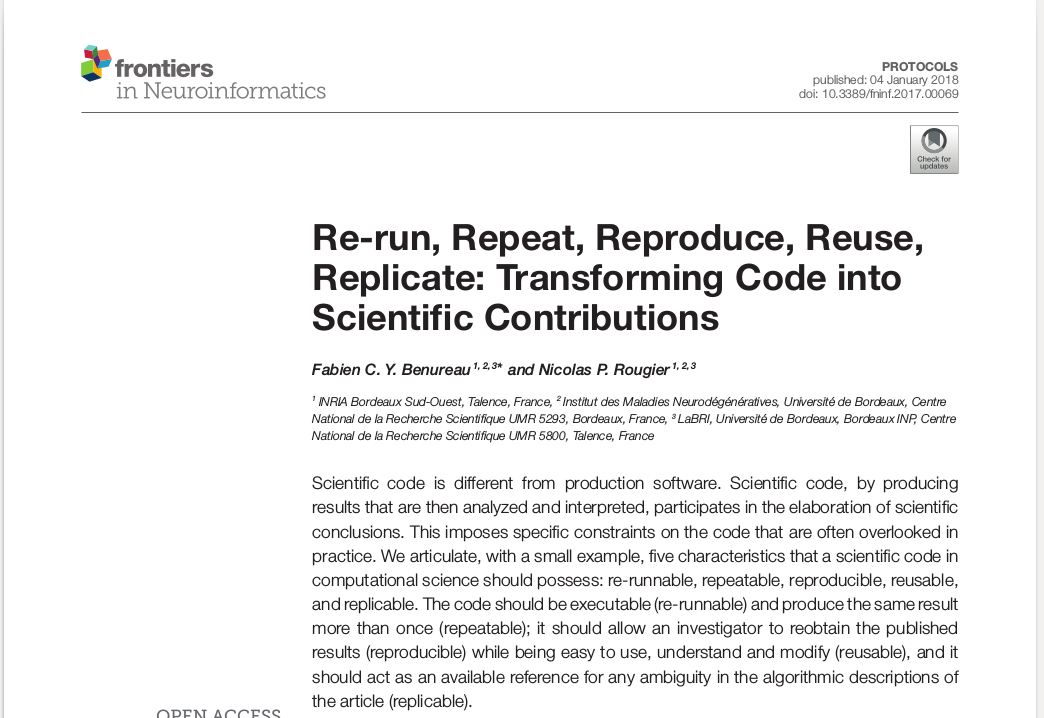 frontiers
in Neuroinformatics
PROTOCOLS
published: 04 January 2018
doi: 10.3389/fninf.2017.00069
Check for
updates
Re-run, Repeat, Reproduce, Reuse,
Replicate: Transforming Code into
Scientific Contributions
Fabien C. Y. Benureau 1, 2, 3* and Nicolas P. Rougier 1, 2, 3
1 INRIA Bordeaux Sud-Ouest, Talence, France, 2 Institut des Maladies Neurodégénératives, Université de Bordeaux, Centre
National de la Recherche Scientifique UMR 5293, Bordeaux, France, 3 LaBRI, Université de Bordeaux, Bordeaux INP, Centre
National de la Recherche Scientifique UMR 5800, Talence, France
Scientific code is different from production software. Scientific code, by producing
results that are then analyzed and interpreted, participates in the elaboration of scientific
conclusions. This imposes specific constraints on the code that are often overlooked in
practice. We articulate, with a small example, five characteristics that a scientific code in
computational science should possess: re-runnable, repeatable, reproducible, reusable,
and replicable. The code should be executable (re-runnable) and produce the same result
more than once (repeatable); it should allow an investigator to reobtain the published
results (reproducible) while being easy to use, understand and modify (reusable), and it
should act as an available reference for any ambiguity in the algorithmic descriptions of
the article (replicable).
OPEN ACCESS